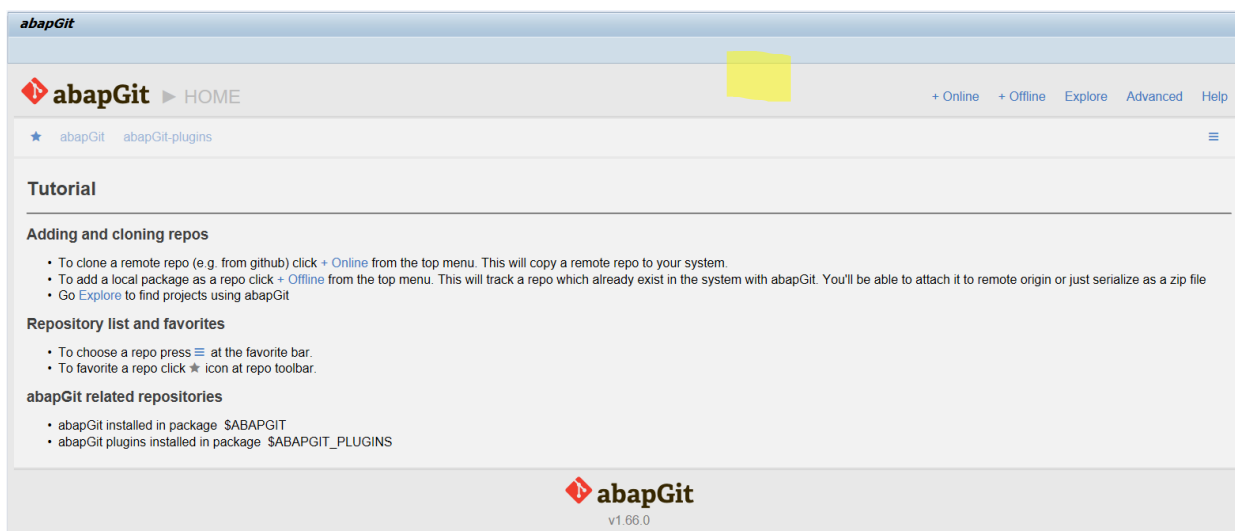 abapGit
abapGit ► HOME
+ Online + Offline Explore Advanced Help
★ abapGit abapGit-plugins ≡
Tutorial
Adding and cloning repos
• To clone a remote repo (e.g. from github) click + Online from the top menu. This will copy a remote repo to your system.
• To add a local package as a repo click + Offline from the top menu. This will track a repo which already exist in the system with abapGit. You'll be able to attach it to remote origin or just serialize as a zip file
• Go Explore to find projects using abapGit
Repository list and favorites
• To choose a repo press ≡ at the favorite bar.
• To favorite a repo click ★ icon at repo toolbar.
abapGit related repositories
• abapGit installed in package $ABAPGIT
• abapGit plugins installed in package $ABAPGIT_PLUGINS
abapGit
v1.66.0